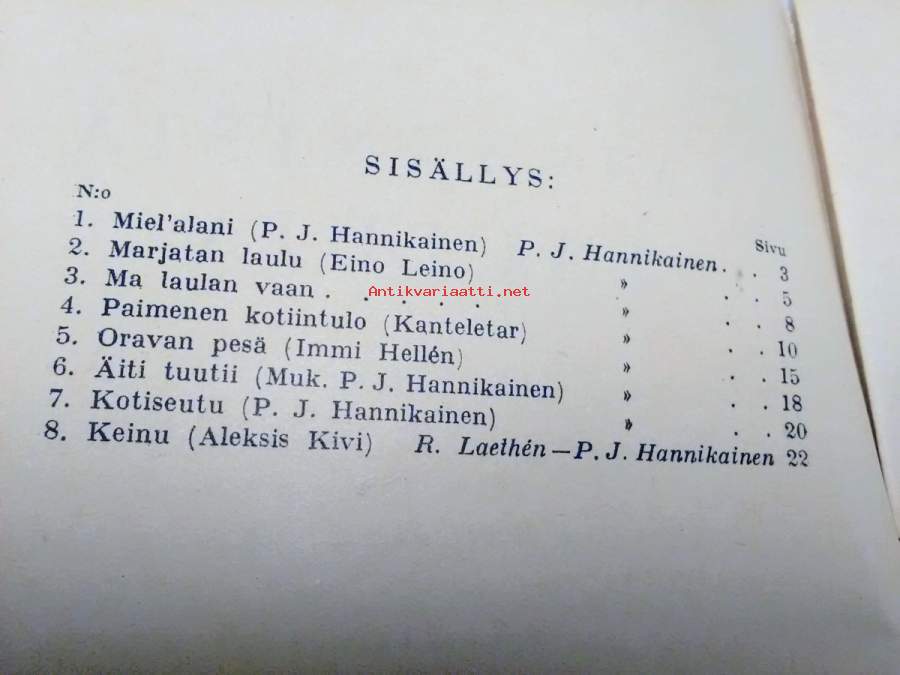 SISÄLLYS:
N:o Sivu
1. Miel'alani (P. J. Hannikainen) P. J. Hannikainen . . 3
2. Marjatan laulu (Eino Leino) » . . 5
3. Ma laulan vaan . . . . . . » . . 8
4. Paimenen kotiintulo (Kanteletar) » . . 10
5. Oravan pesä (Immi Hellén) » . . 15
6. Äiti tuutii (Muk. P. J. Hannikainen) » . . 18
7. Kotiseutu (P. J. Hannikainen) » . . 20
8. Keinu (Aleksis Kivi) R. Laethén—P. J. Hannikainen 22
Antikvariaatti.net